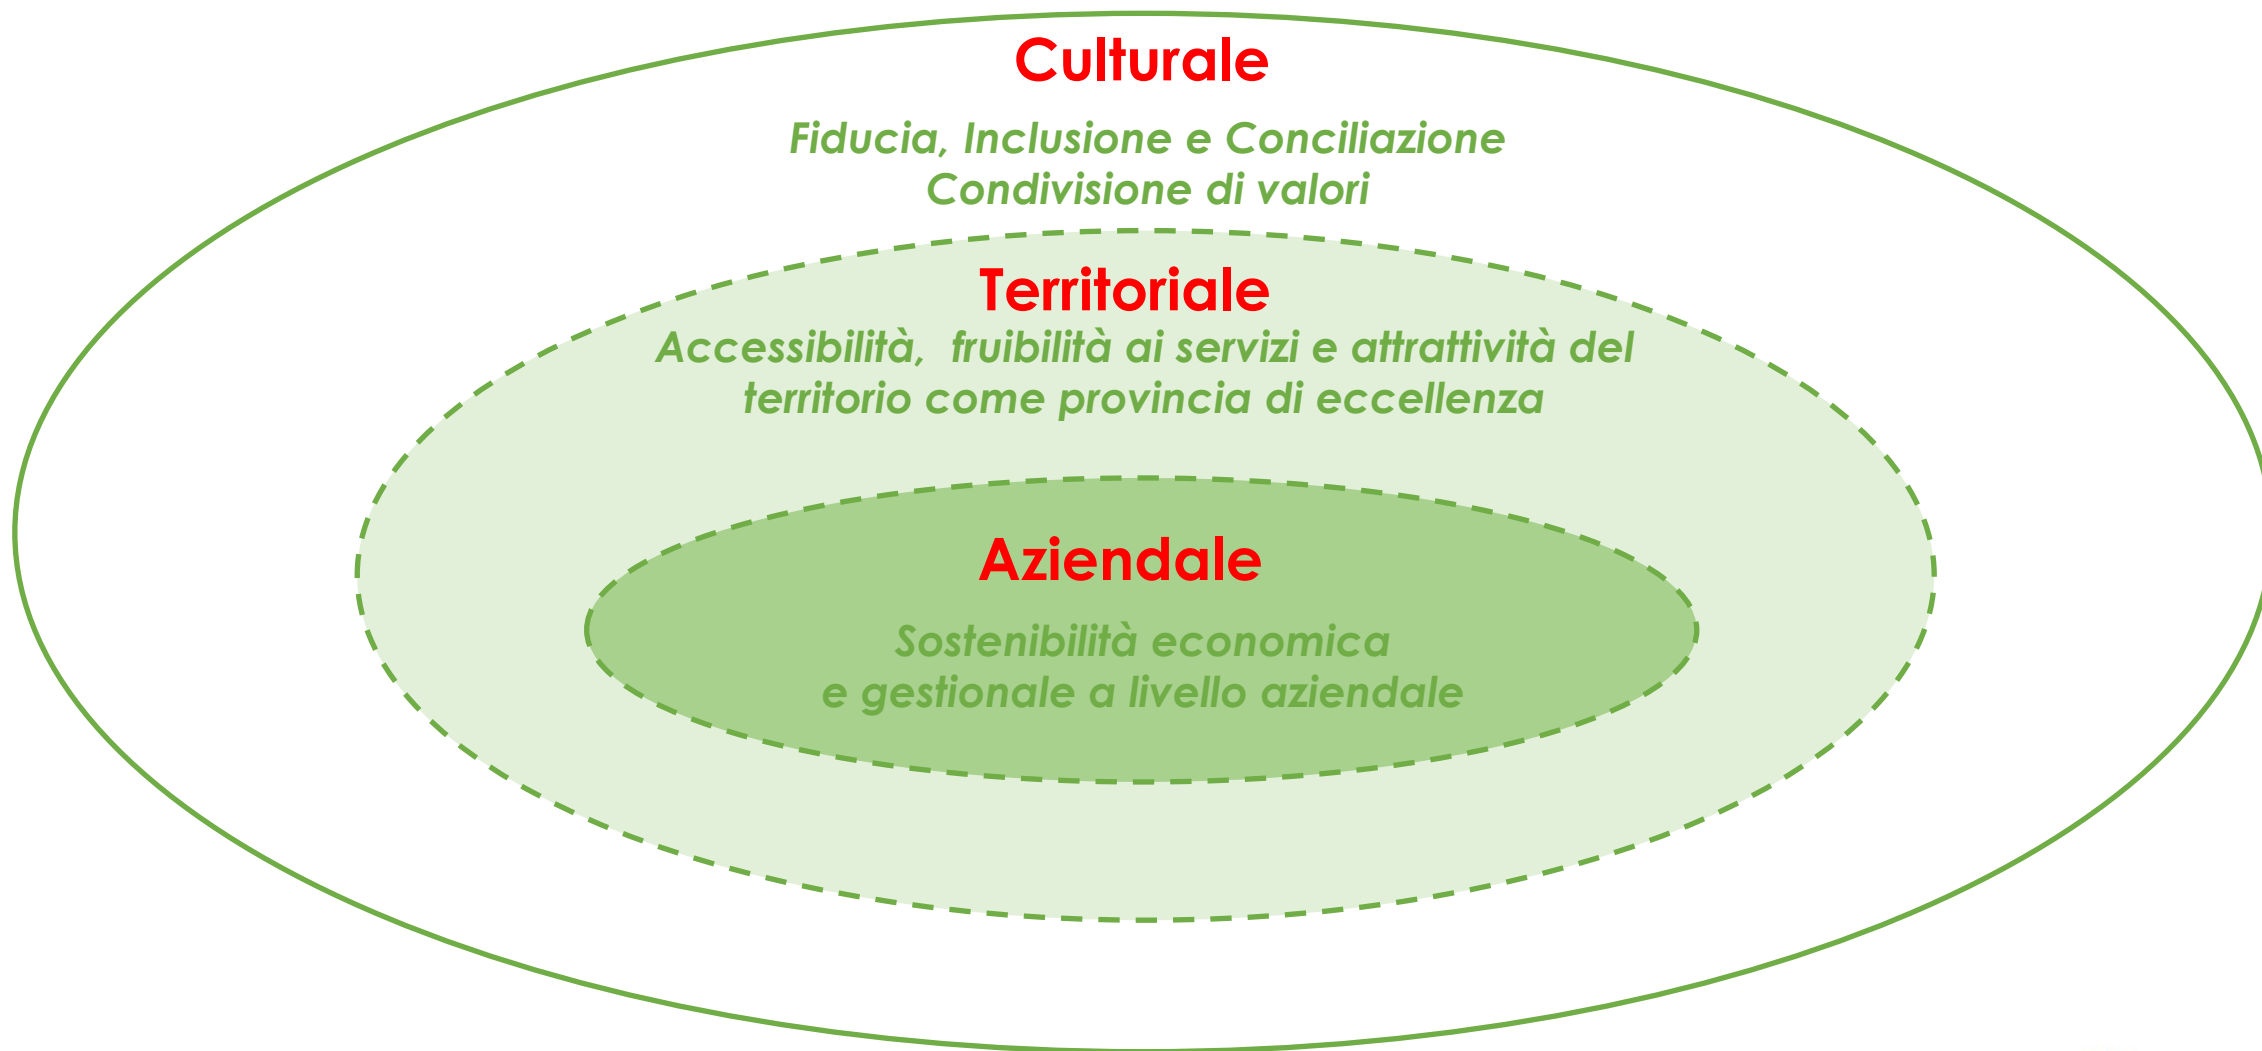 Culturale
Fiducia, Inclusione e Conciliazione
Condivisione di valori
Territoriale
Accessibilità, fruibilità ai servizi e attrattività del
territorio come provincia di eccellenza
Aziendale
Sostenibilità economica
e gestionale a livello aziendale